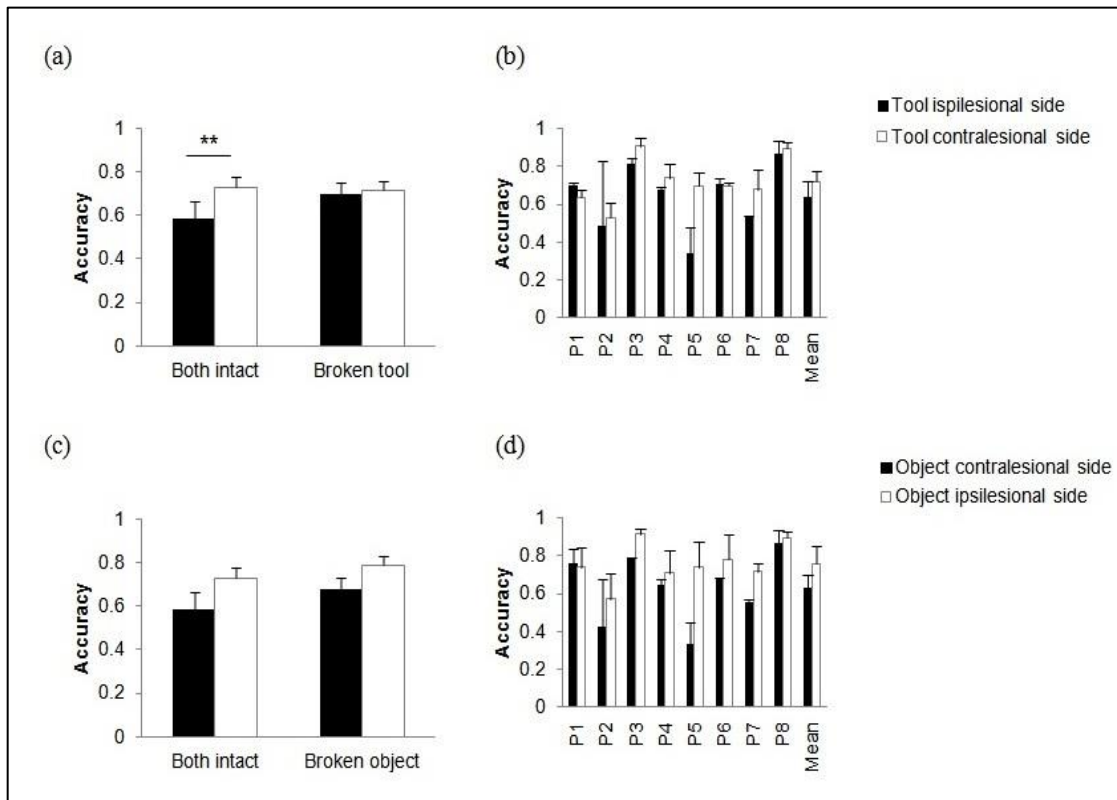 (a)
Accuracy
1
0.8
0.6
0.4
0.2
0
**
Both intact
Broken tool
(b)
Accuracy
1
0.8
0.6
0.4
0.2
0
P1
P2
P3
P4
P5
P6
P7
P8
Mean
Tool ispilesional side
Tool contralesional side
(c)
Accuracy
1
0.8
0.6
0.4
0.2
0
Both intact
Broken object
(d)
Accuracy
1
0.8
0.6
0.4
0.2
0
P1
P2
P3
P4
P5
P6
P7
P8
Mean
Object contralesional side
Object ipsilesional side